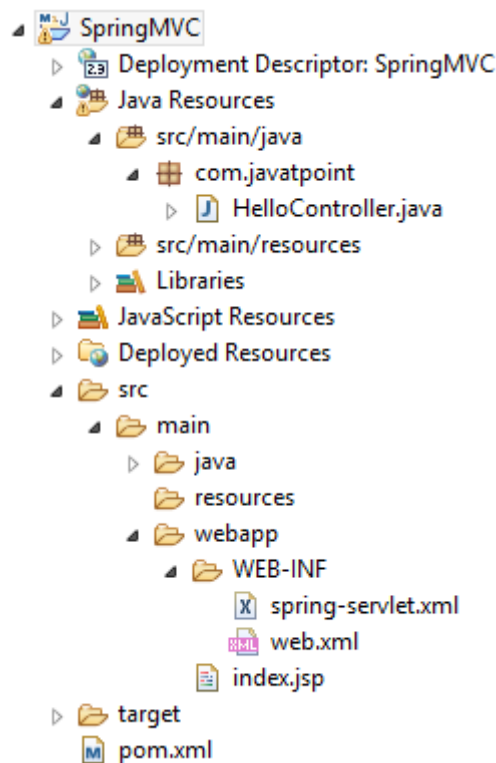 SpringMVC
Deployment Descriptor: SpringMVC
Java Resources
src/main/java
com.javatpoint
HelloController.java
src/main/resources
Libraries
JavaScript Resources
Deployed Resources
src
main
java
resources
webapp
WEB-INF
spring-servlet.xml
web.xml
index.jsp
target
pom.xml